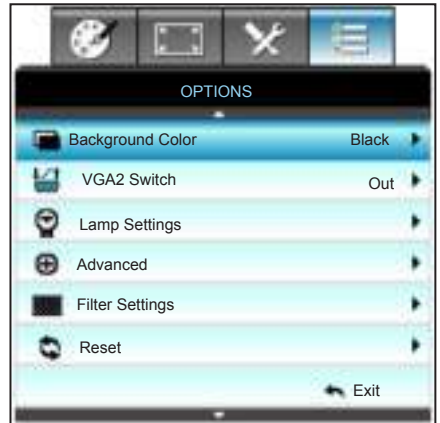 OPTIONS
Background Color Black
VGA2 Switch Out
Lamp Settings
Advanced
Filter Settings
Reset
Exit